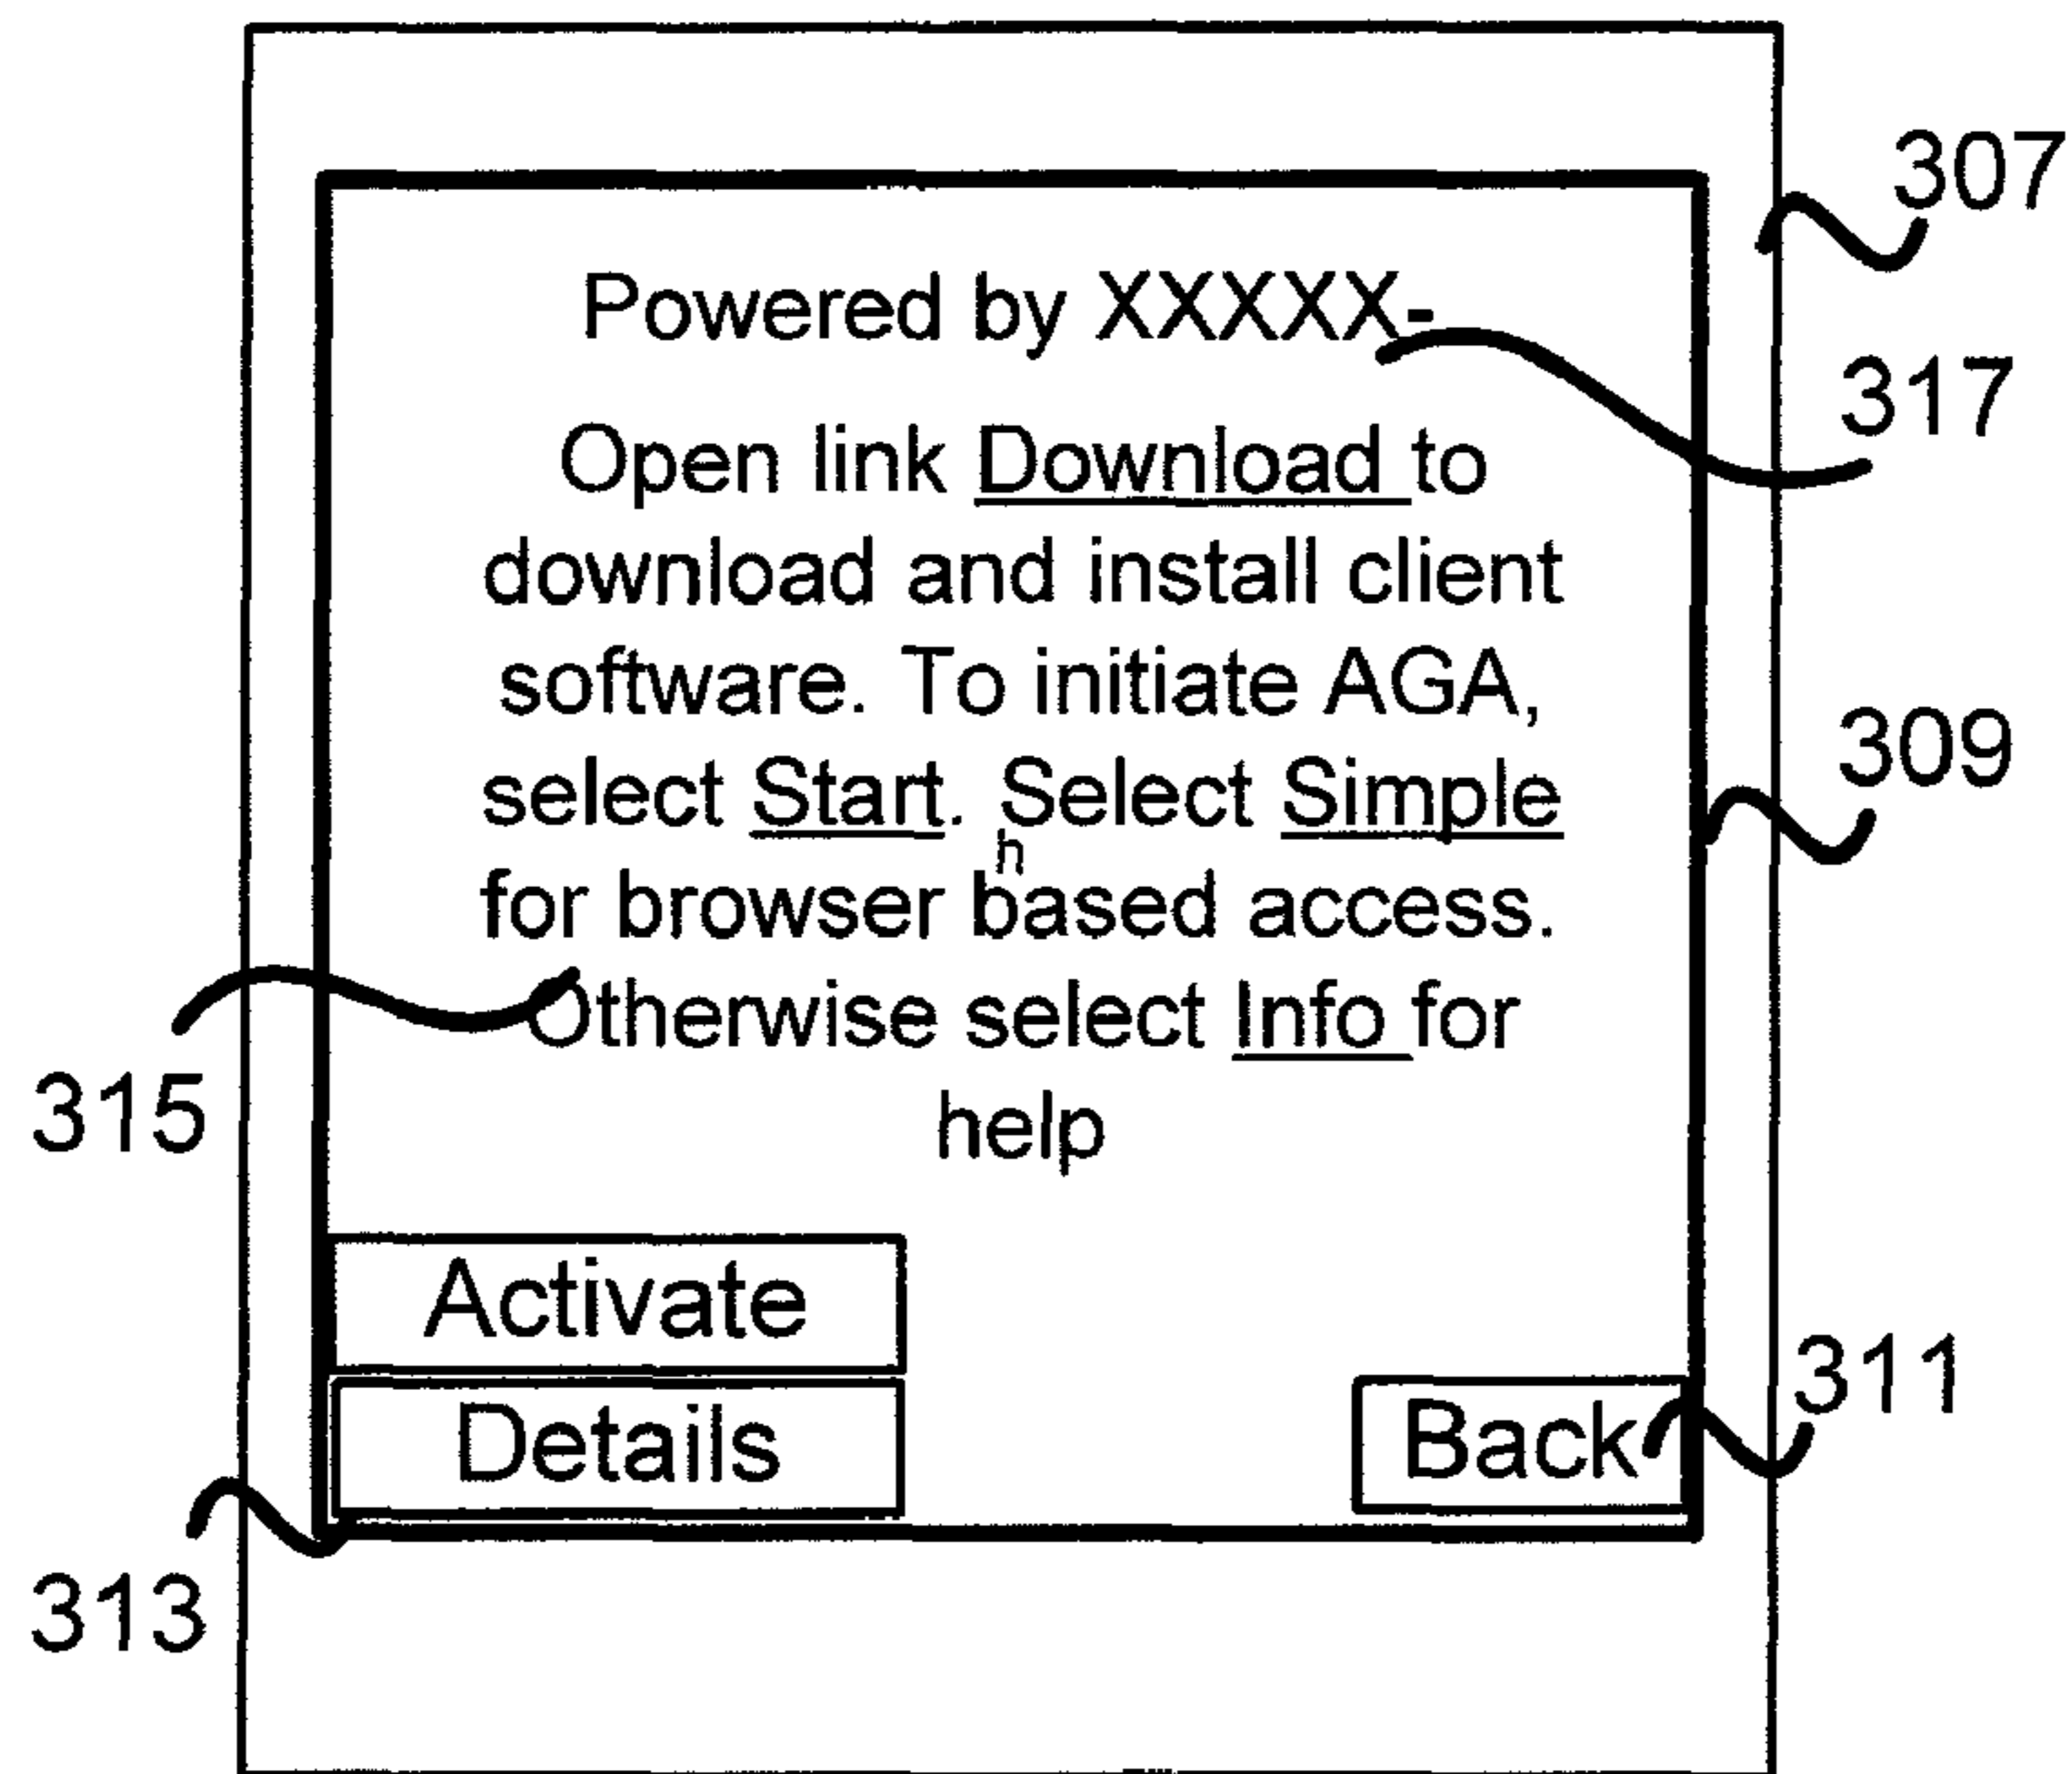 307
Powered by XXXXX-
317
Open link Download to
download and install client
software. To initiate AGA,
309
select Start. Select Simple
h
for browser based access.
Otherwise select Info for
315
help
Activate
311
Details
Back
313